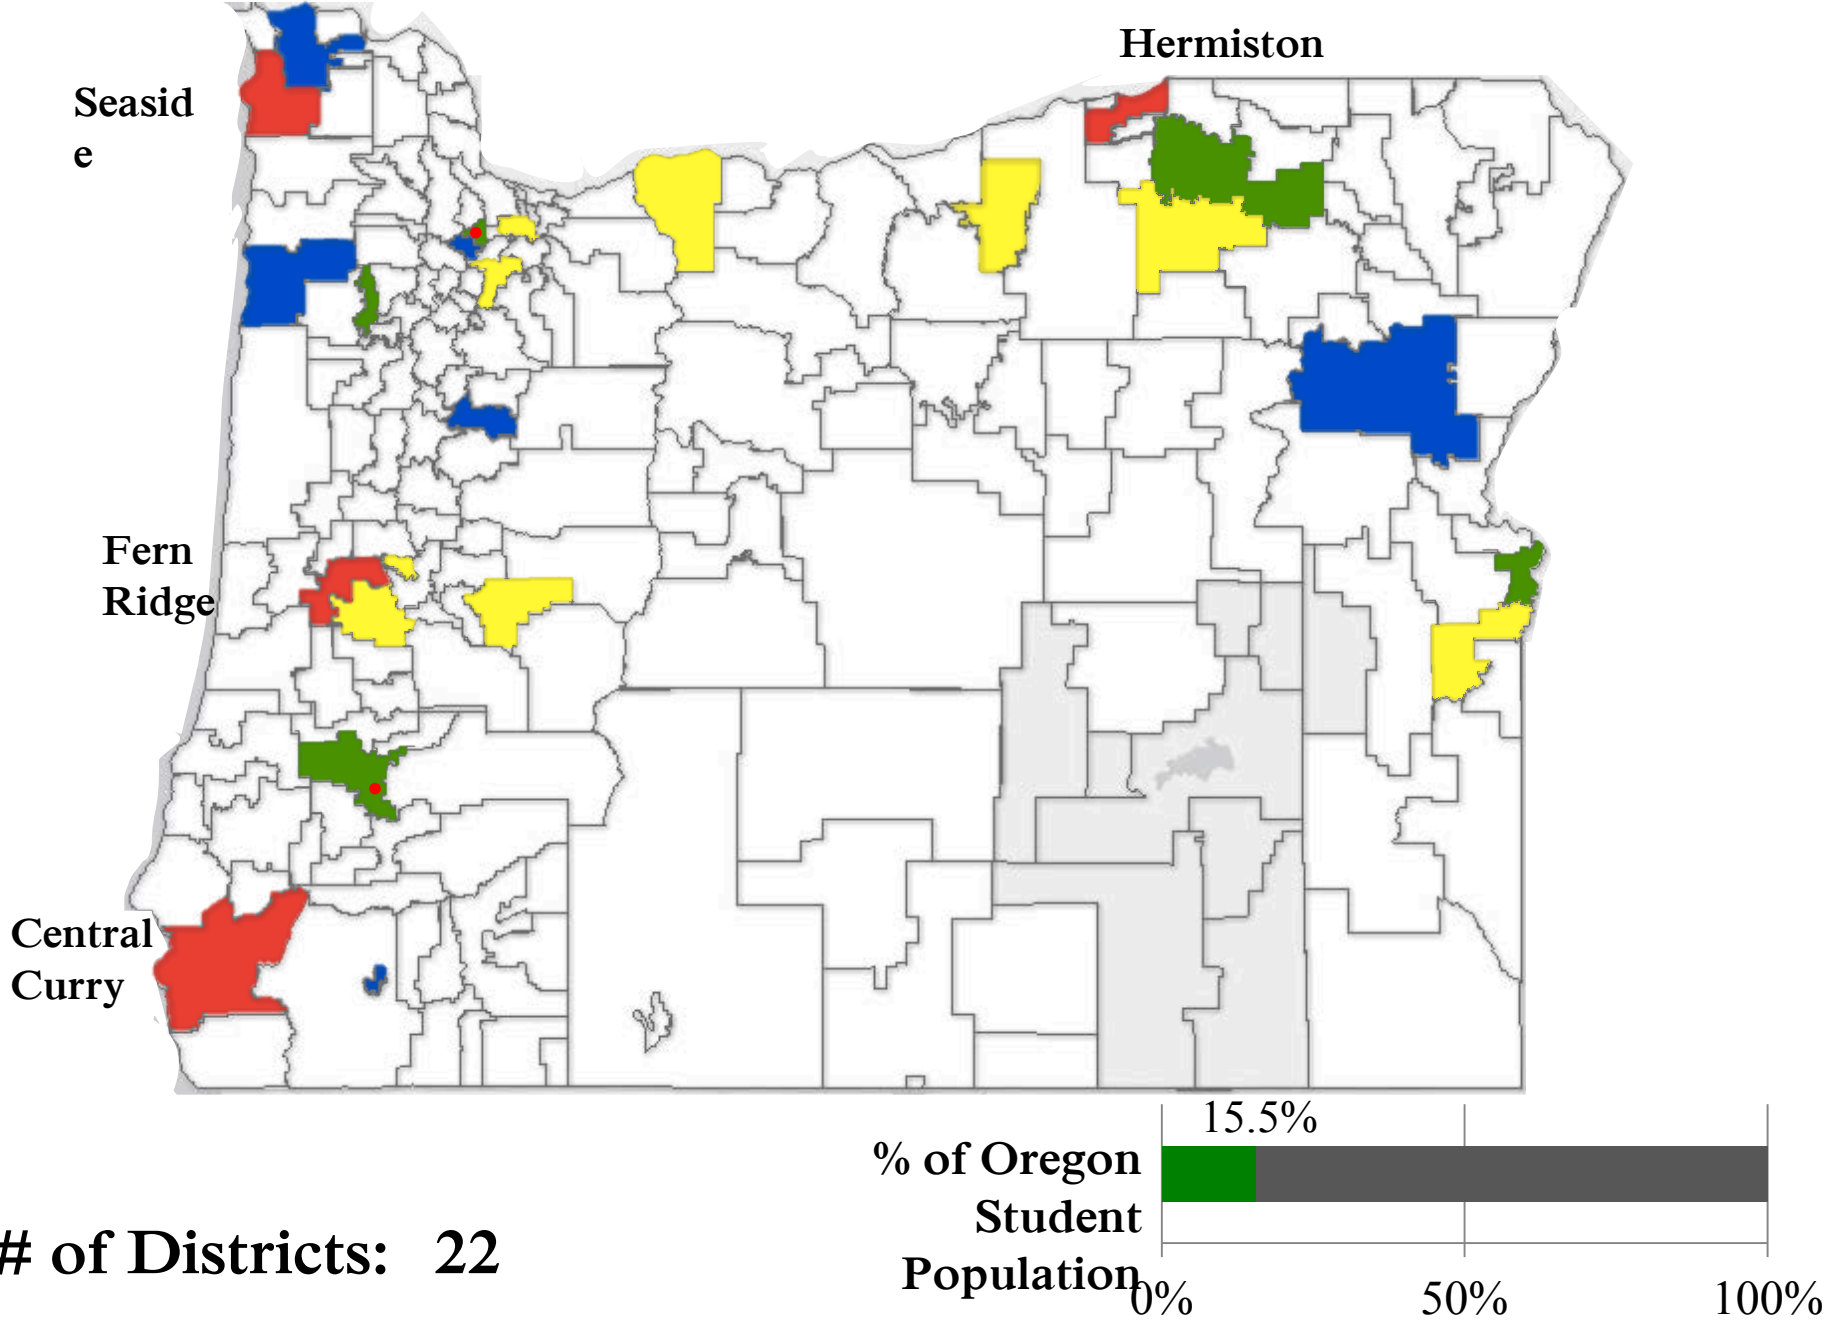 Hermiston
Seasid
e
Fern
Ridge
Central
Curry
15.5%
% of Oregon
Student
Population
0%
50%
100%
# of Districts: 22